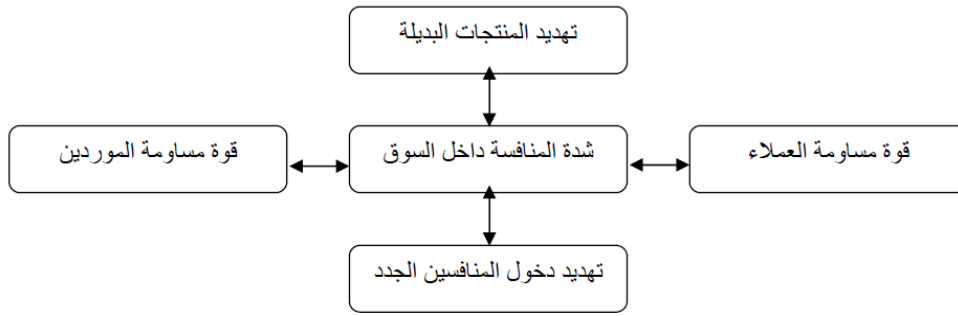 تهديد المنتجات البديلة
قوة مساومة العملاء
شدة المنافسة داخل السوق
قوة مساومة الموردين
تهديد دخول المنافسين الجدد